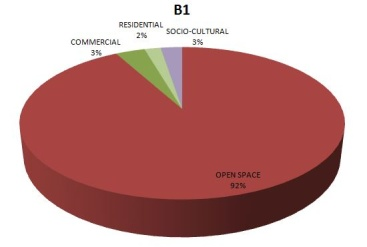 B1
RESIDENTIAL
2%
SOCIO-CULTURAL
3%
COMMERCIAL
3%
OPEN SPACE
92%